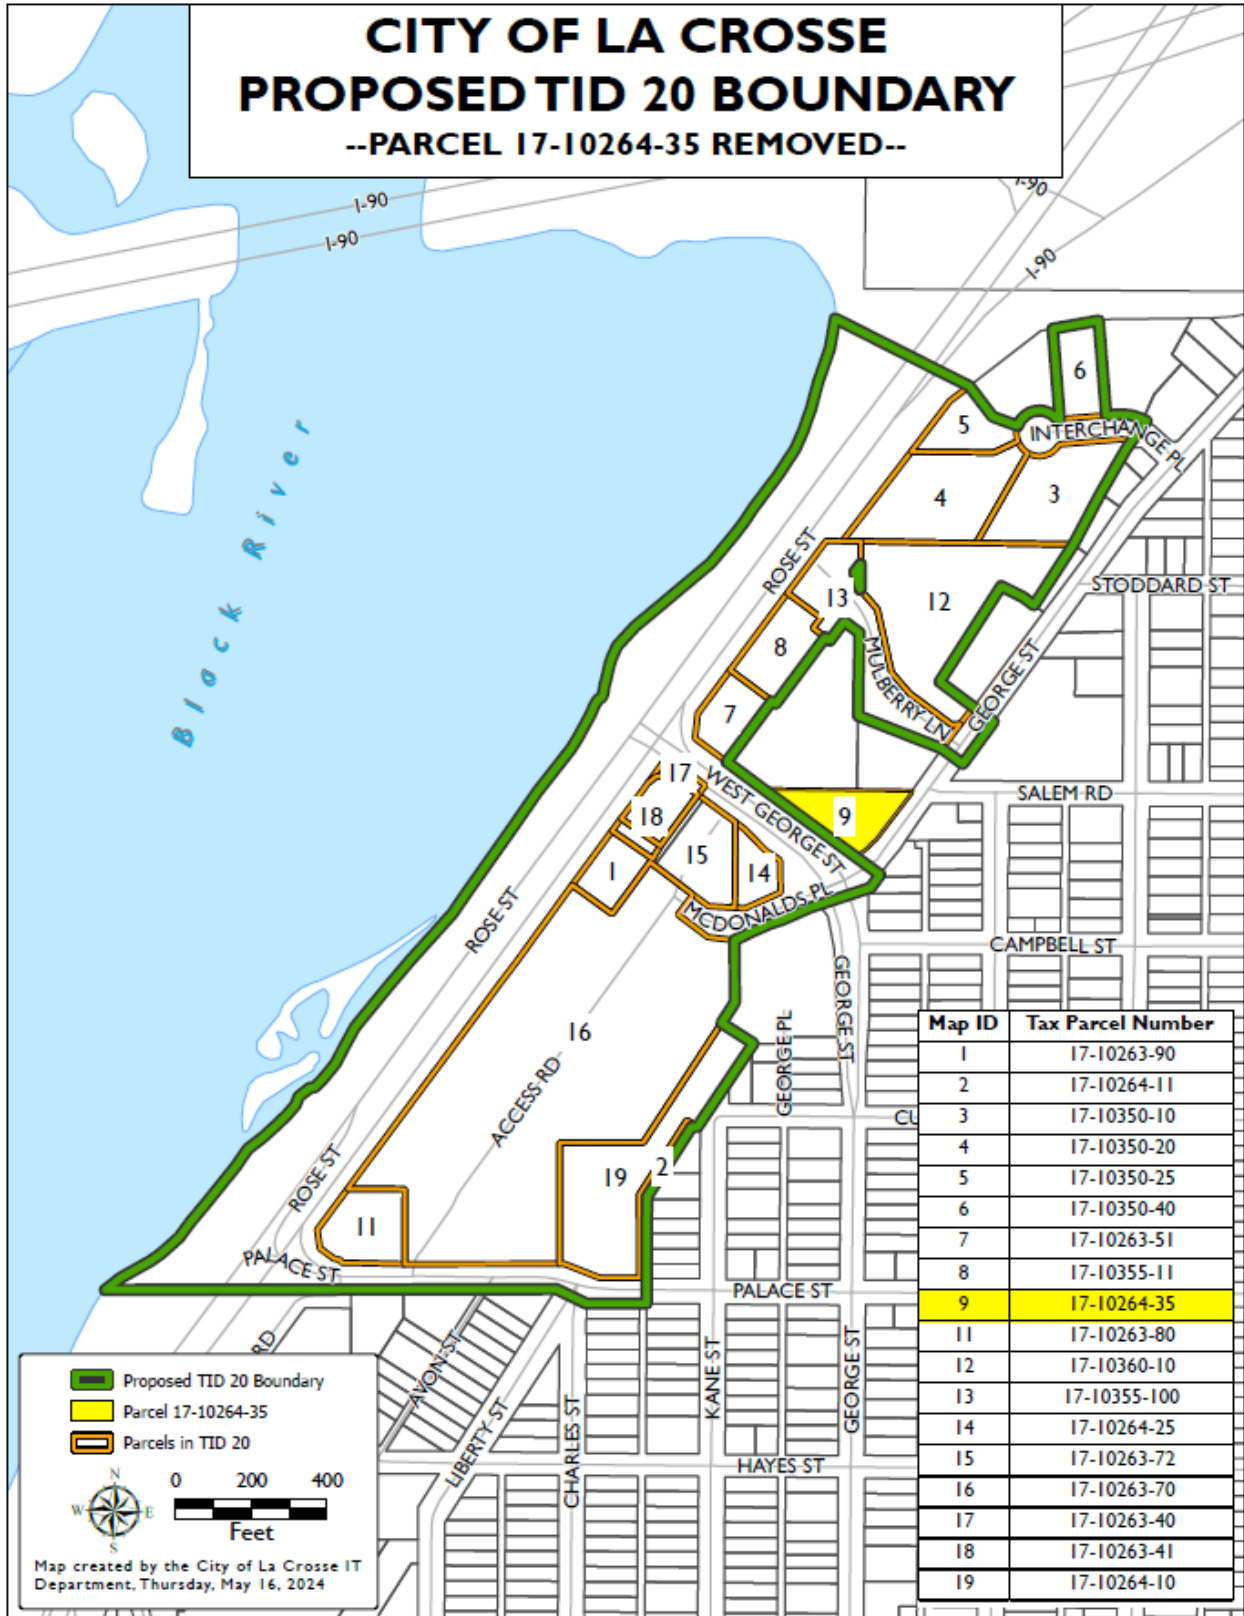 CITY OF LA CROSSE
PROPOSED TID 20 BOUNDARY
--PARCEL 17-10264-35 REMOVED--
I-90
I-90
I-90
I-90
Black River
6
5
INTERCHANGE PL
4
3
ROSE ST
STODDARD ST
13
12
8
MULBERRY LN
GEORGE ST
7
17
WEST GEORGE ST
SALEM RD
18
9
15
1
14
MCDONALDS PL
ROSE ST
CAMPBELL ST
GEORGE ST
16
GEORGE PL
ACCESS RD
CU
19
2
ROSE ST
11
PALACE ST
PALACE ST
RD
AVON ST
KANE ST
GEORGE ST
LIBERTY ST
CHARLES ST
HAYES ST
Map ID Tax Parcel Number
1 17-10263-90
2 17-10264-11
3 17-10350-10
4 17-10350-20
5 17-10350-25
6 17-10350-40
7 17-10263-51
8 17-10355-11
9 17-10264-35
11 17-10263-80
12 17-10360-10
13 17-10355-100
14 17-10264-25
15 17-10263-72
16 17-10263-70
17 17-10263-40
18 17-10263-41
19 17-10264-10
Proposed TID 20 Boundary
Parcel 17-10264-35
Parcels in TID 20
N
W E
S
0 200 400
Feet
Map created by the City of La Crosse IT
Department, Thursday, May 16, 2024